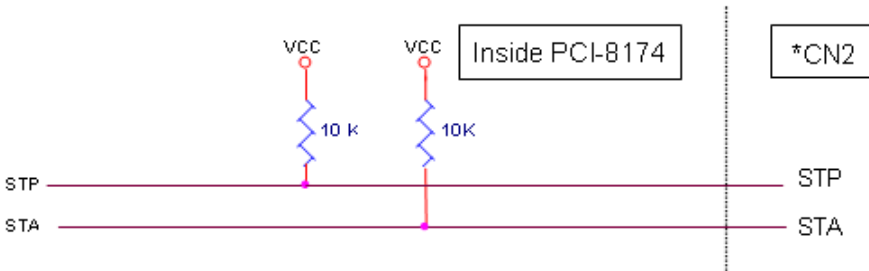 VCC VCC Inside PCI-8174 *CN2
10 K 10K
STP STP
STA STA